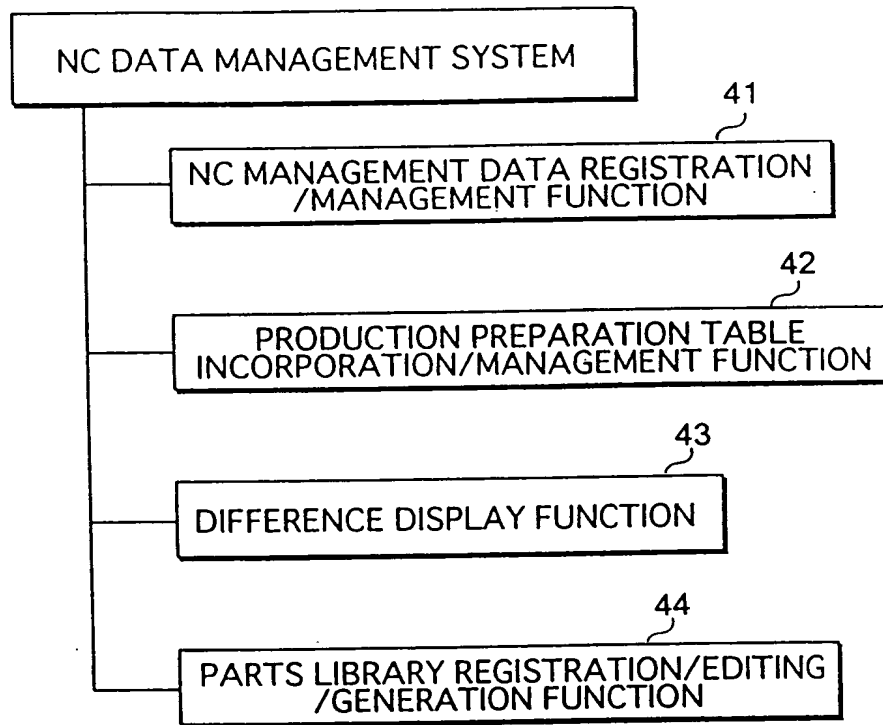 NC DATA MANAGEMENT SYSTEM
41
NC MANAGEMENT DATA REGISTRATION
/MANAGEMENT FUNCTION
42
PRODUCTION PREPARATION TABLE
INCORPORATION/MANAGEMENT FUNCTION
43
DIFFERENCE DISPLAY FUNCTION
44
PARTS LIBRARY REGISTRATION/EDITING
/GENERATION FUNCTION